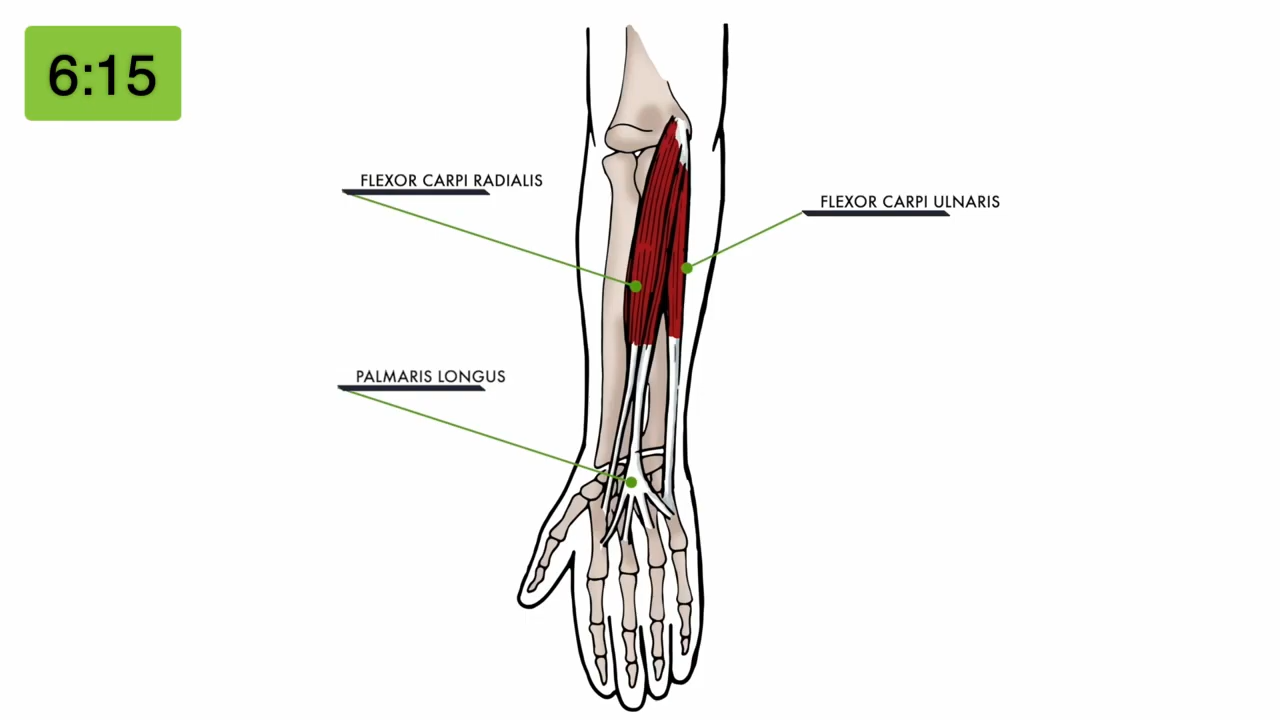 6:15
FLEXOR CARPI RADIALIS
FLEXOR CARPI ULNARIS
PALMARIS LONGUS